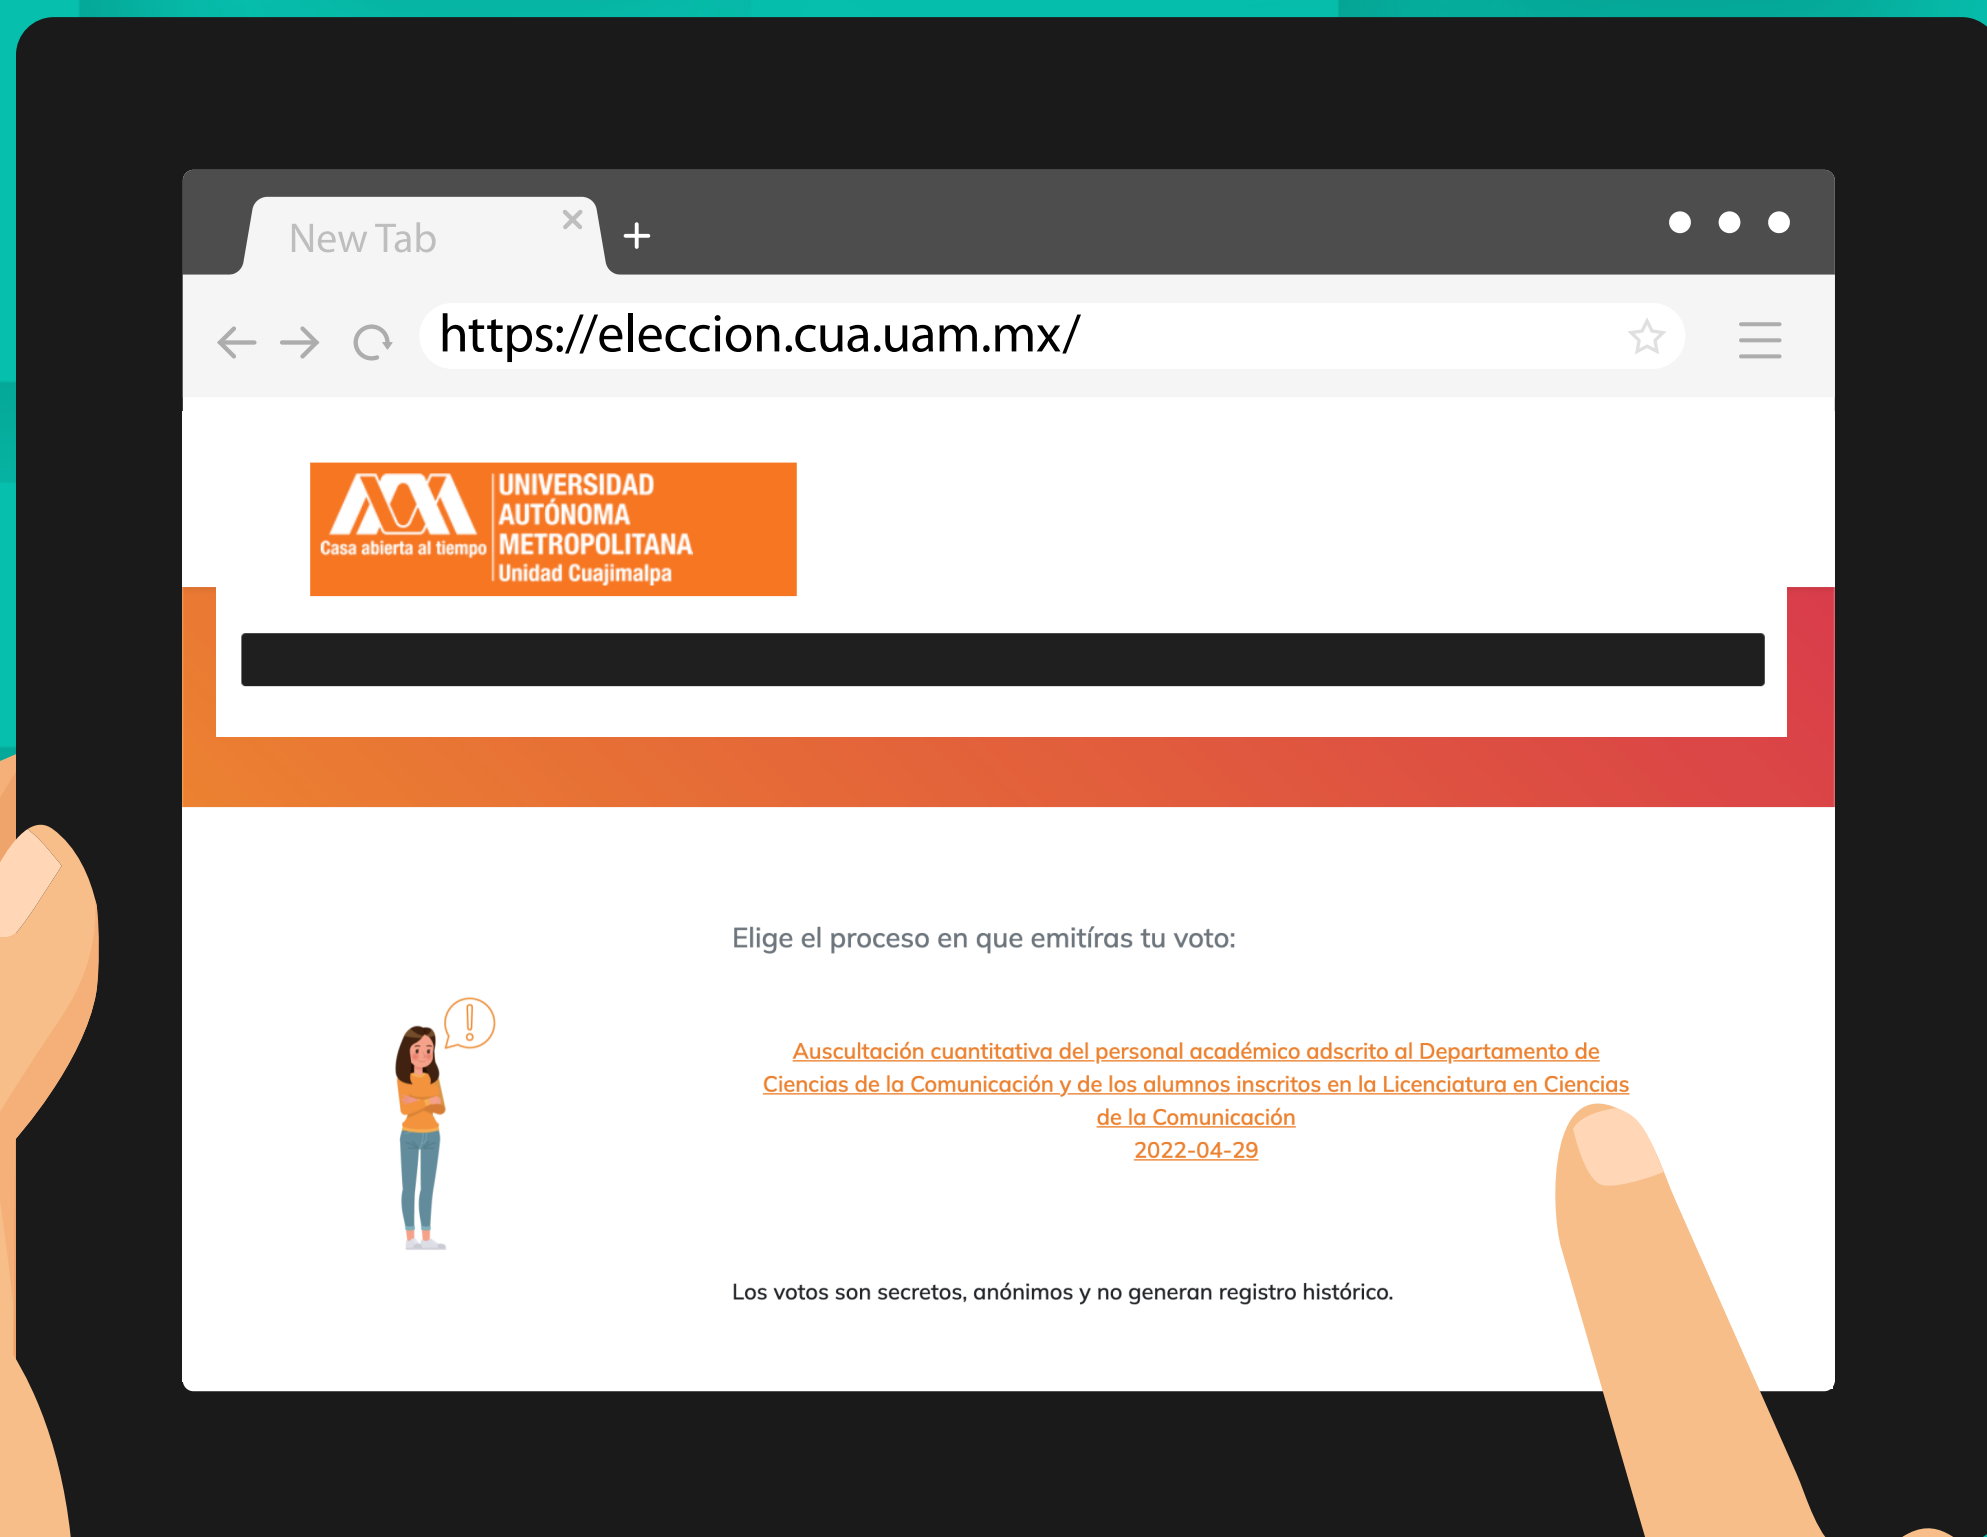 New Tab
https://eleccion.cua.uam.mx/
UNIVERSIDAD
AUTÓNOMA
METROPOLITANA
Unidad Cuajimalpa
Casa abierta al tiempo
Elige el proceso en que emitíras tu voto:
Auscultación cuantitativa del personal académico adscrito al Departamento de
Ciencias de la Comunicación y de los alumnos inscritos en la Licenciatura en Ciencias
de la Comunicación
2022-04-29
Los votos son secretos, anónimos y no generan registro histórico.